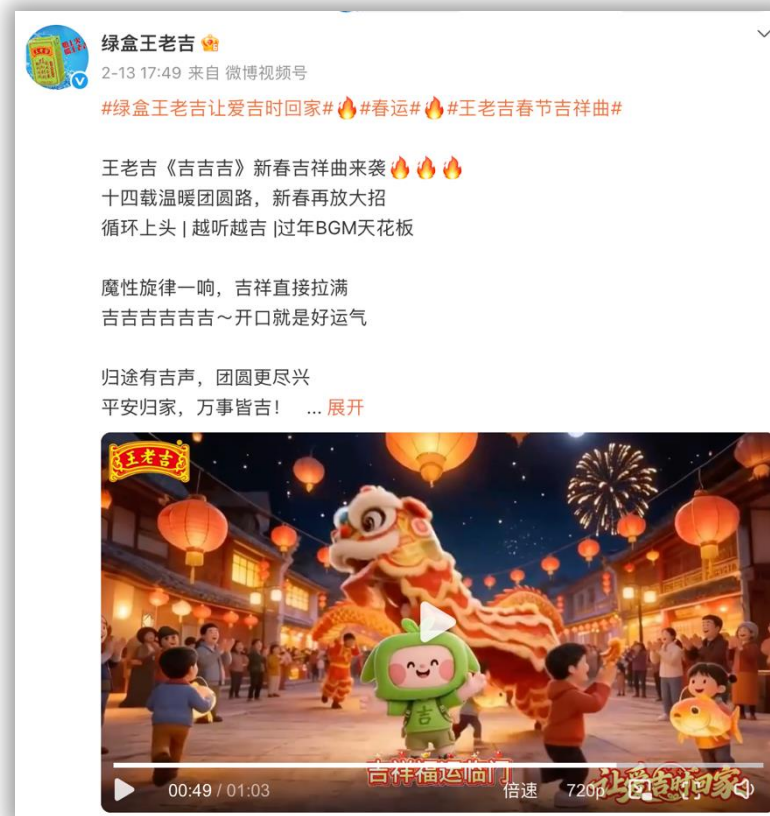 绿盒王老吉
2-13 17:49 来自 微博视频号
#绿盒王老吉让爱吉时回家#🔥#春运#🔥#王老吉春节吉祥曲#
王老吉《吉吉吉》新春吉祥曲来袭🔥🔥🔥
十四载温暖团圆路，新春再放大招
循环上头 | 越听越吉 |过年BGM天花板
魔性旋律一响，吉祥直接拉满
吉吉吉吉吉吉～开口就是好运气
归途有吉声，团圆更尽兴
平安归家，万事皆吉！ ... 展开
王老吉
吉
吉祥福运临门
让爱吉时回家
00:49 / 01:03
倍速
720p